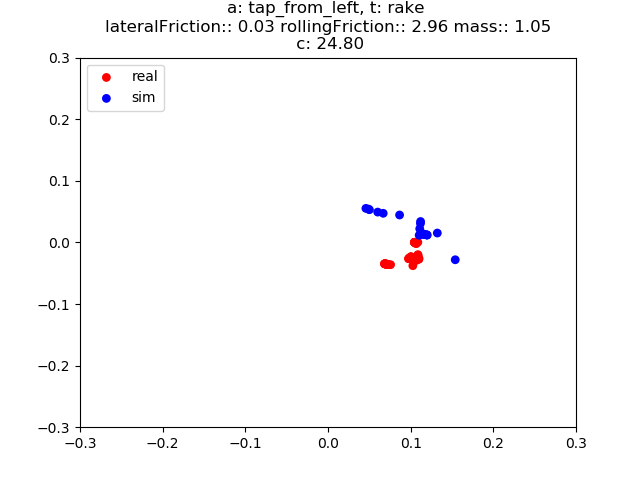 a: tap_from_left, t: rake
lateralFriction:: 0.03 rollingFriction:: 2.96 mass:: 1.05
c: 24.80
real
sim
0.3
0.2
0.1
0.0
−0.1
−0.2
−0.3
−0.3 −0.2 −0.1 0.0 0.1 0.2 0.3